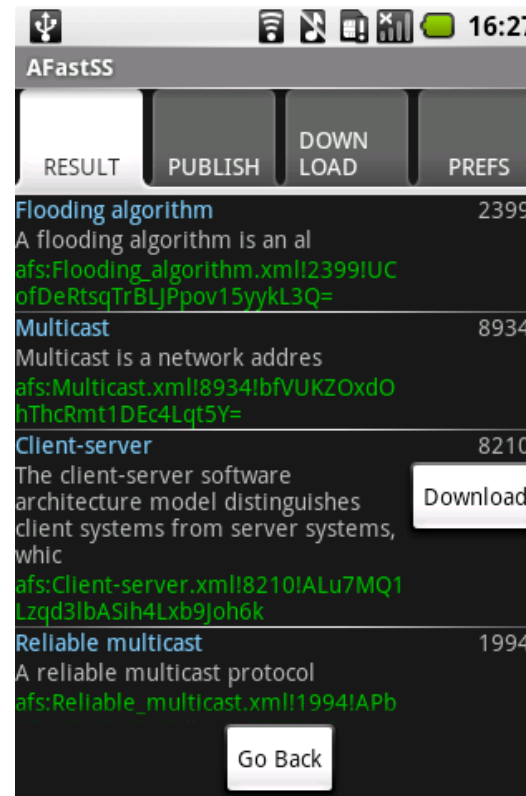 16:27
AFastSS
RESULT
PUBLISH
DOWN
LOAD
PREFS
Flooding algorithm 2399
A flooding algorithm is an al
afs:Flooding_algorithm.xml!2399!UC
ofDeRtsqTrBLJPpov15yykL3Q=
Multicast 8934
Multicast is a network addres
afs:Multicast.xml!8934!bfVUKZOxdO
hThcRmt1DEc4Lqt5Y=
Client-server 8210
The client-server software
architecture model distinguishes
client systems from server systems,
whic
Download
afs:Client-server.xml!8210!ALu7MQ1
Lzqd3lbASih4Lxb9Joh6k
Reliable multicast 1994
A reliable multicast protocol
afs:Reliable_multicast.xml!1994!APb
Go Back